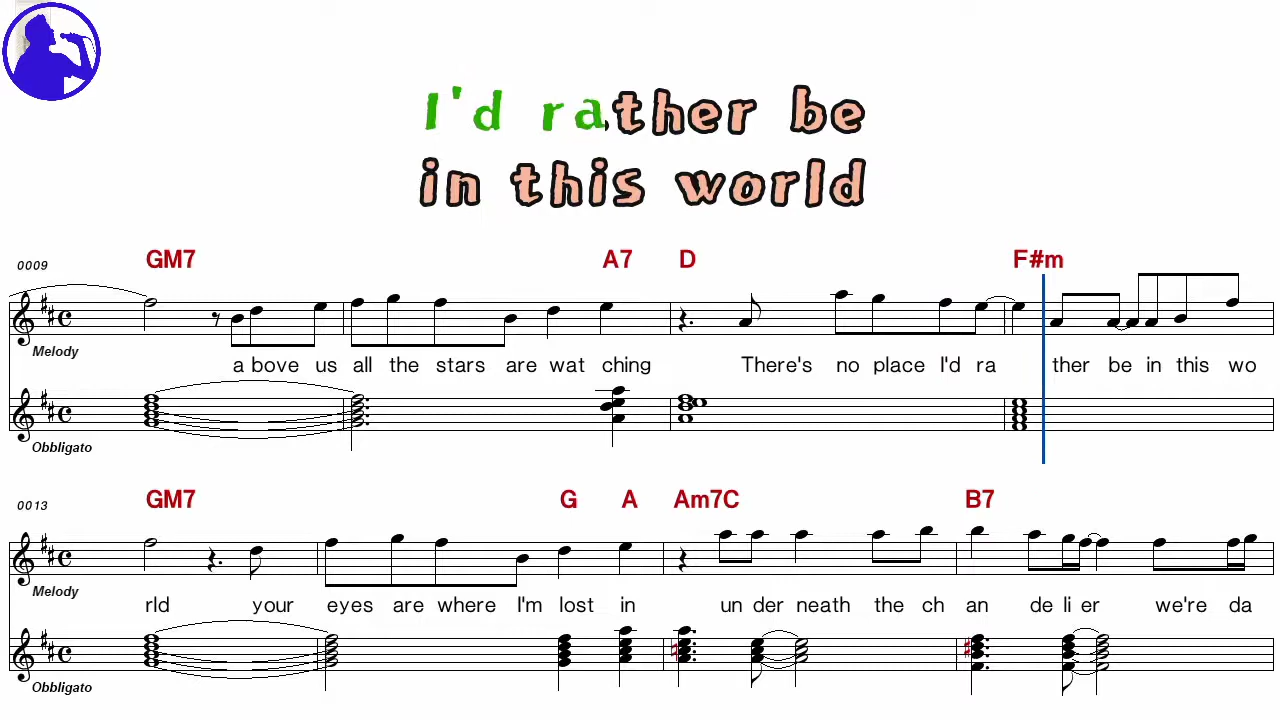 I'd rather be
in this world
0009 GM7 A7 D F#m
Melody
a bove us all the stars are wat ching There's no place I'd ra ther be in this wo
Obbligato
0013 GM7 G A Am7C B7
Melody
rld your eyes are where I'm lost in un der neath the ch an de li er we're da
Obbligato